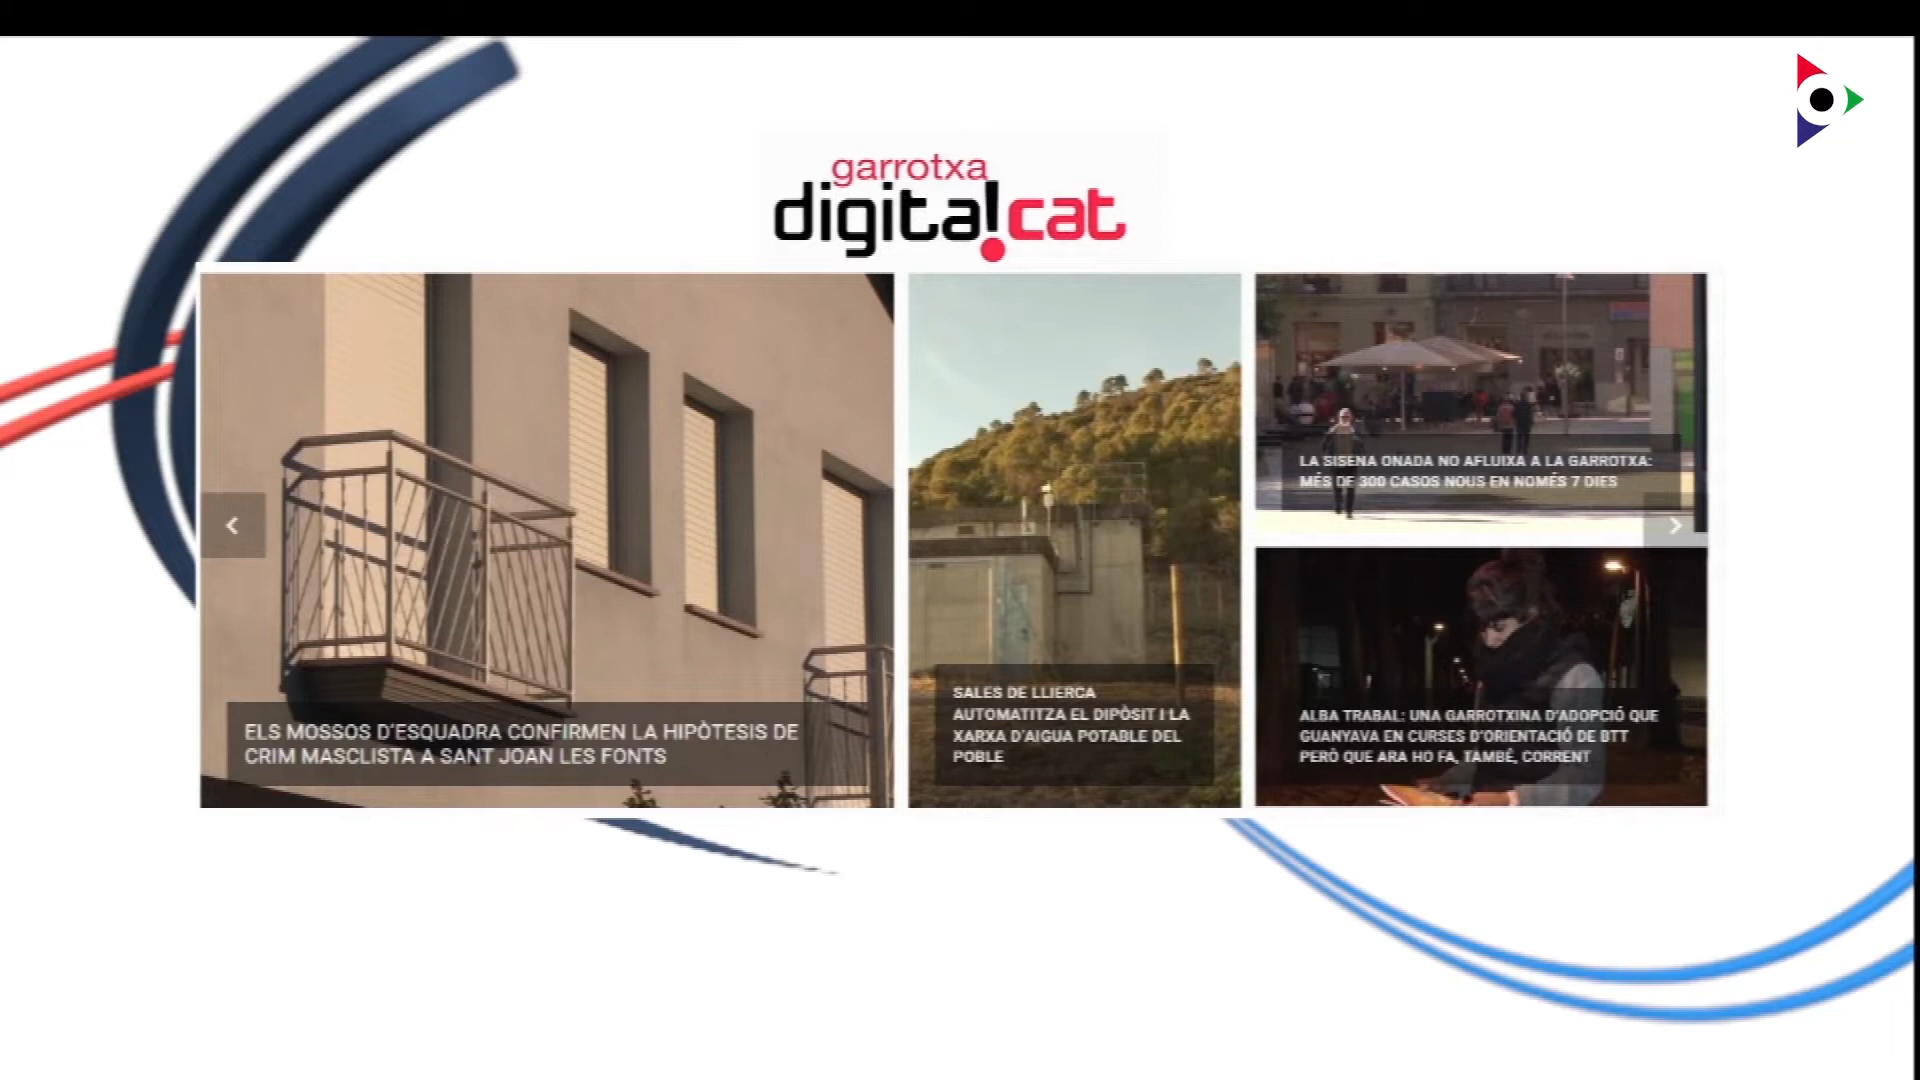 garrotxa
digital.cat
ELS MOSSOS D'ESQUADRA CONFIRMEN LA HIPÒTESIS DE
CRIM MASCLISTA A SANT JOAN LES FONTS
SALES DE LLIERCA
AUTOMATITZA EL DIPÒSIT I LA
XARXA D'AIGUA POTABLE DEL
POBLE
LA SISENA ONADA NO AFLUIXA A LA GARROTXA:
MÉS DE 300 CASOS NOUS EN NOMÉS 7 DIES
ALBA TRABAL: UNA GARROTXINA D'ADOPCIÓ QUE
GUANYAVA EN CURSES D'ORIENTACIÓ DE BTT
PERÒ QUE ARA HO FA, TAMBÉ, CORRENT